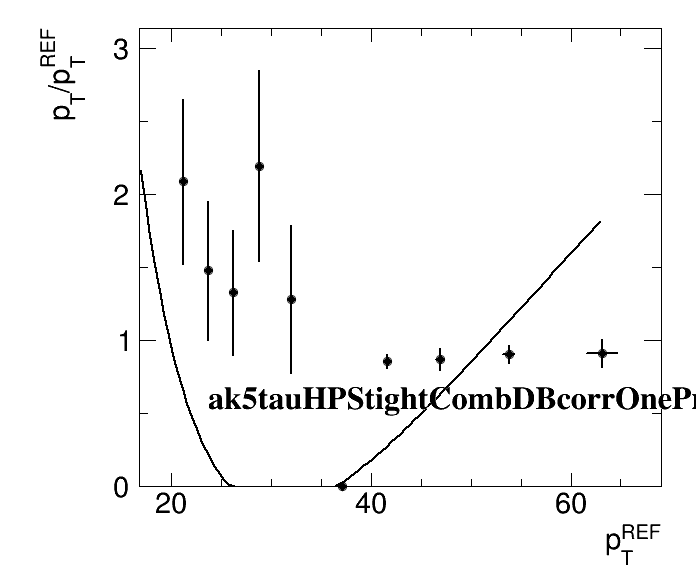 p_T/p_T^REF
3
2
1
0
ak5tauHPStightCombDBcorrOnePr
20 40 60
p_T^REF